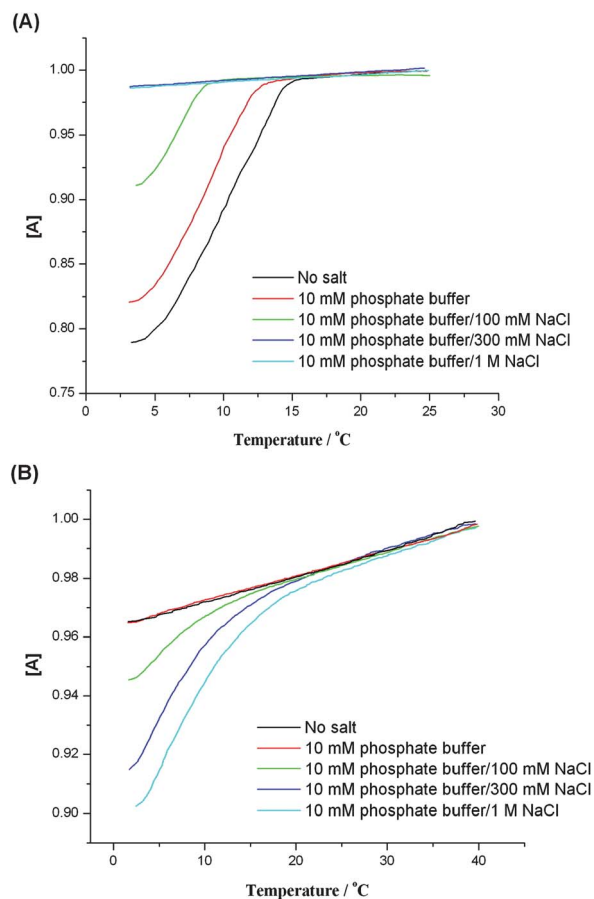 (A)
1.00
0.95
0.90
[A]
0.85
0.80
0.75
No salt
10 mM phosphate buffer
10 mM phosphate buffer/100 mM NaCl
10 mM phosphate buffer/300 mM NaCl
10 mM phosphate buffer/1 M NaCl
0 5 10 15 20 25 30
Temperature / °C
(B)
1.00
0.98
0.96
[A]
0.94
0.92
0.90
No salt
10 mM phosphate buffer
10 mM phosphate buffer/100 mM NaCl
10 mM phosphate buffer/300 mM NaCl
10 mM phosphate buffer/1 M NaCl
0 10 20 30 40
Temperature / °C